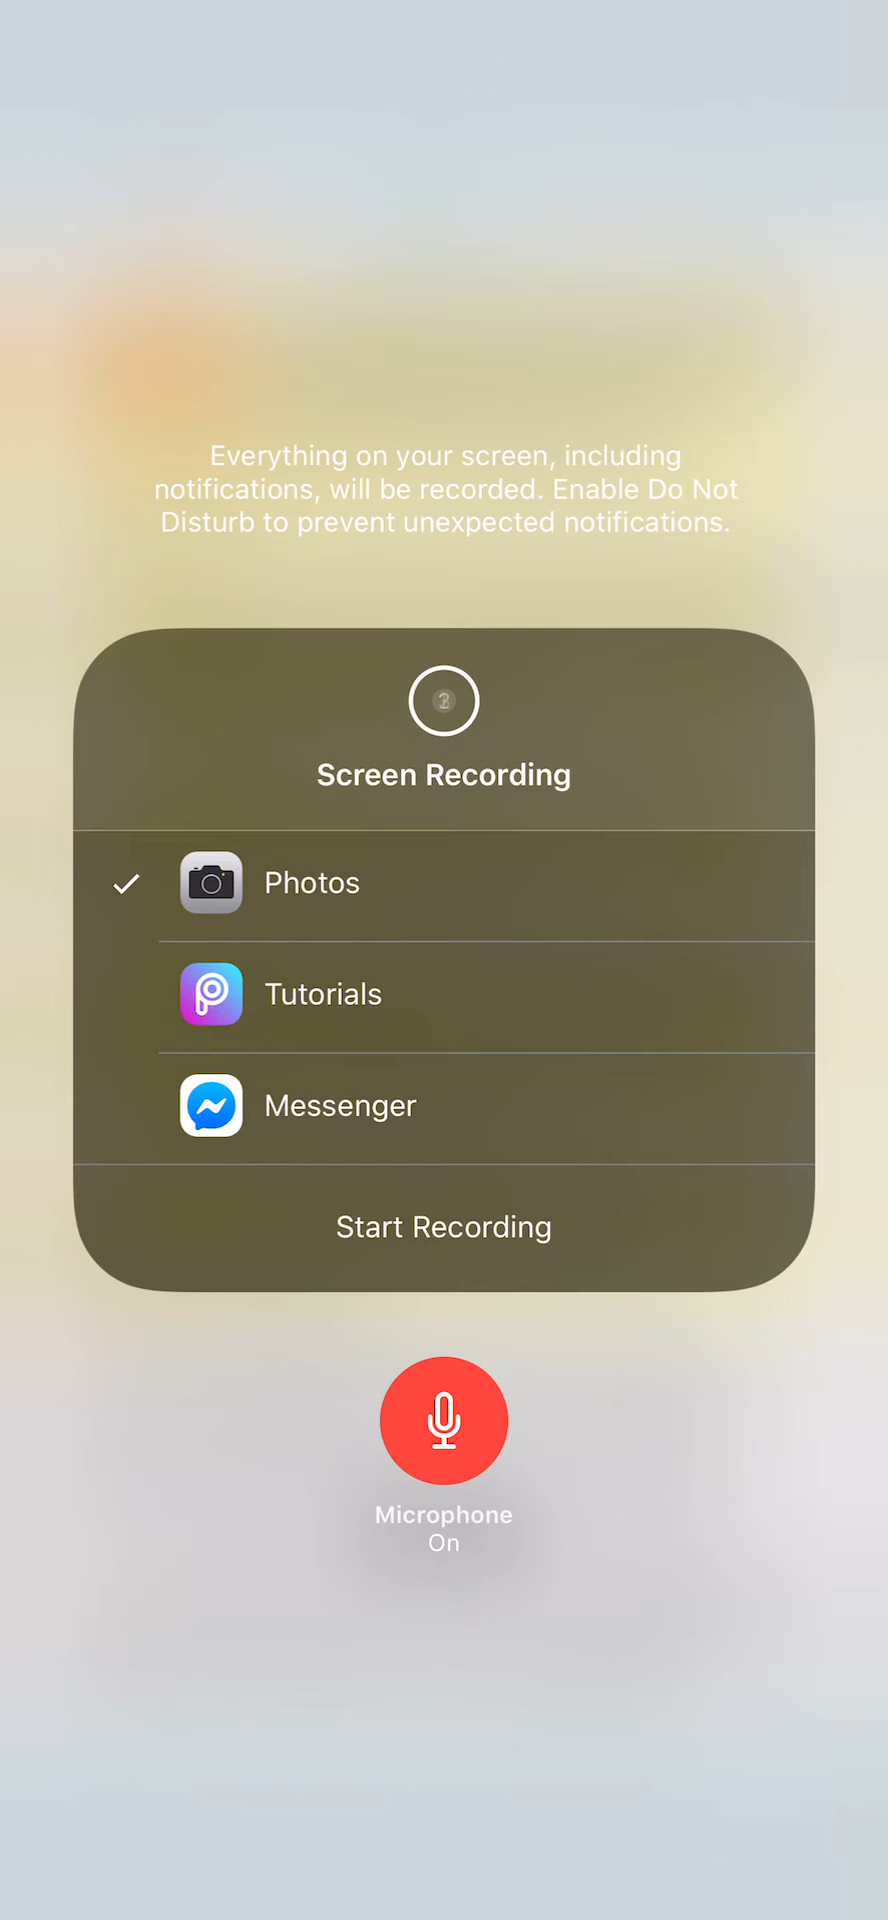 Everything on your screen, including
notifications, will be recorded. Enable Do Not
Disturb to prevent unexpected notifications.
Screen Recording
Photos
Tutorials
Messenger
Start Recording
Microphone
On